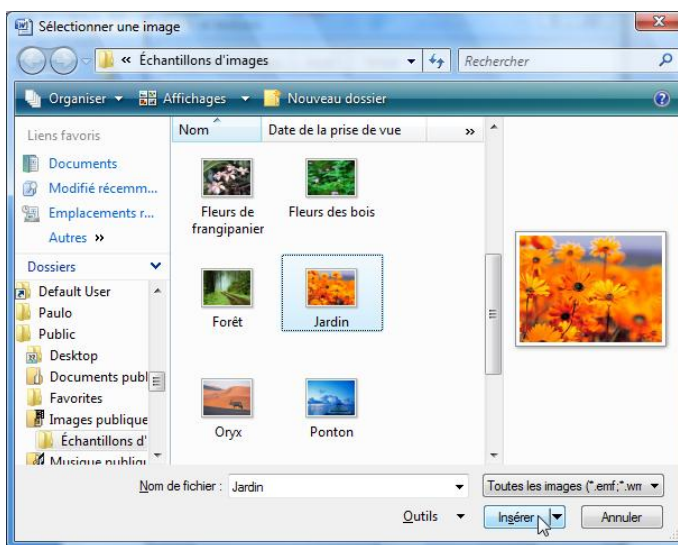 Sélectionner une image
« Échantillons d'images
Rechercher
Organiser
Affichages
Nouveau dossier
Liens favoris
Documents
Modifié récemm...
Emplacements r...
Autres »
Dossiers
Default User
Paulo
Public
Desktop
Documents publ
Favorites
Images publique
Échantillons d'
Musique publiqu
Nom
Date de la prise de vue
»
Fleurs de
frangipanier
Fleurs des bois
Forêt
Jardin
Oryx
Ponton
Nom de fichier :
Jardin
Toutes les images (*.emf;*.wm
Outils
Insérer
Annuler